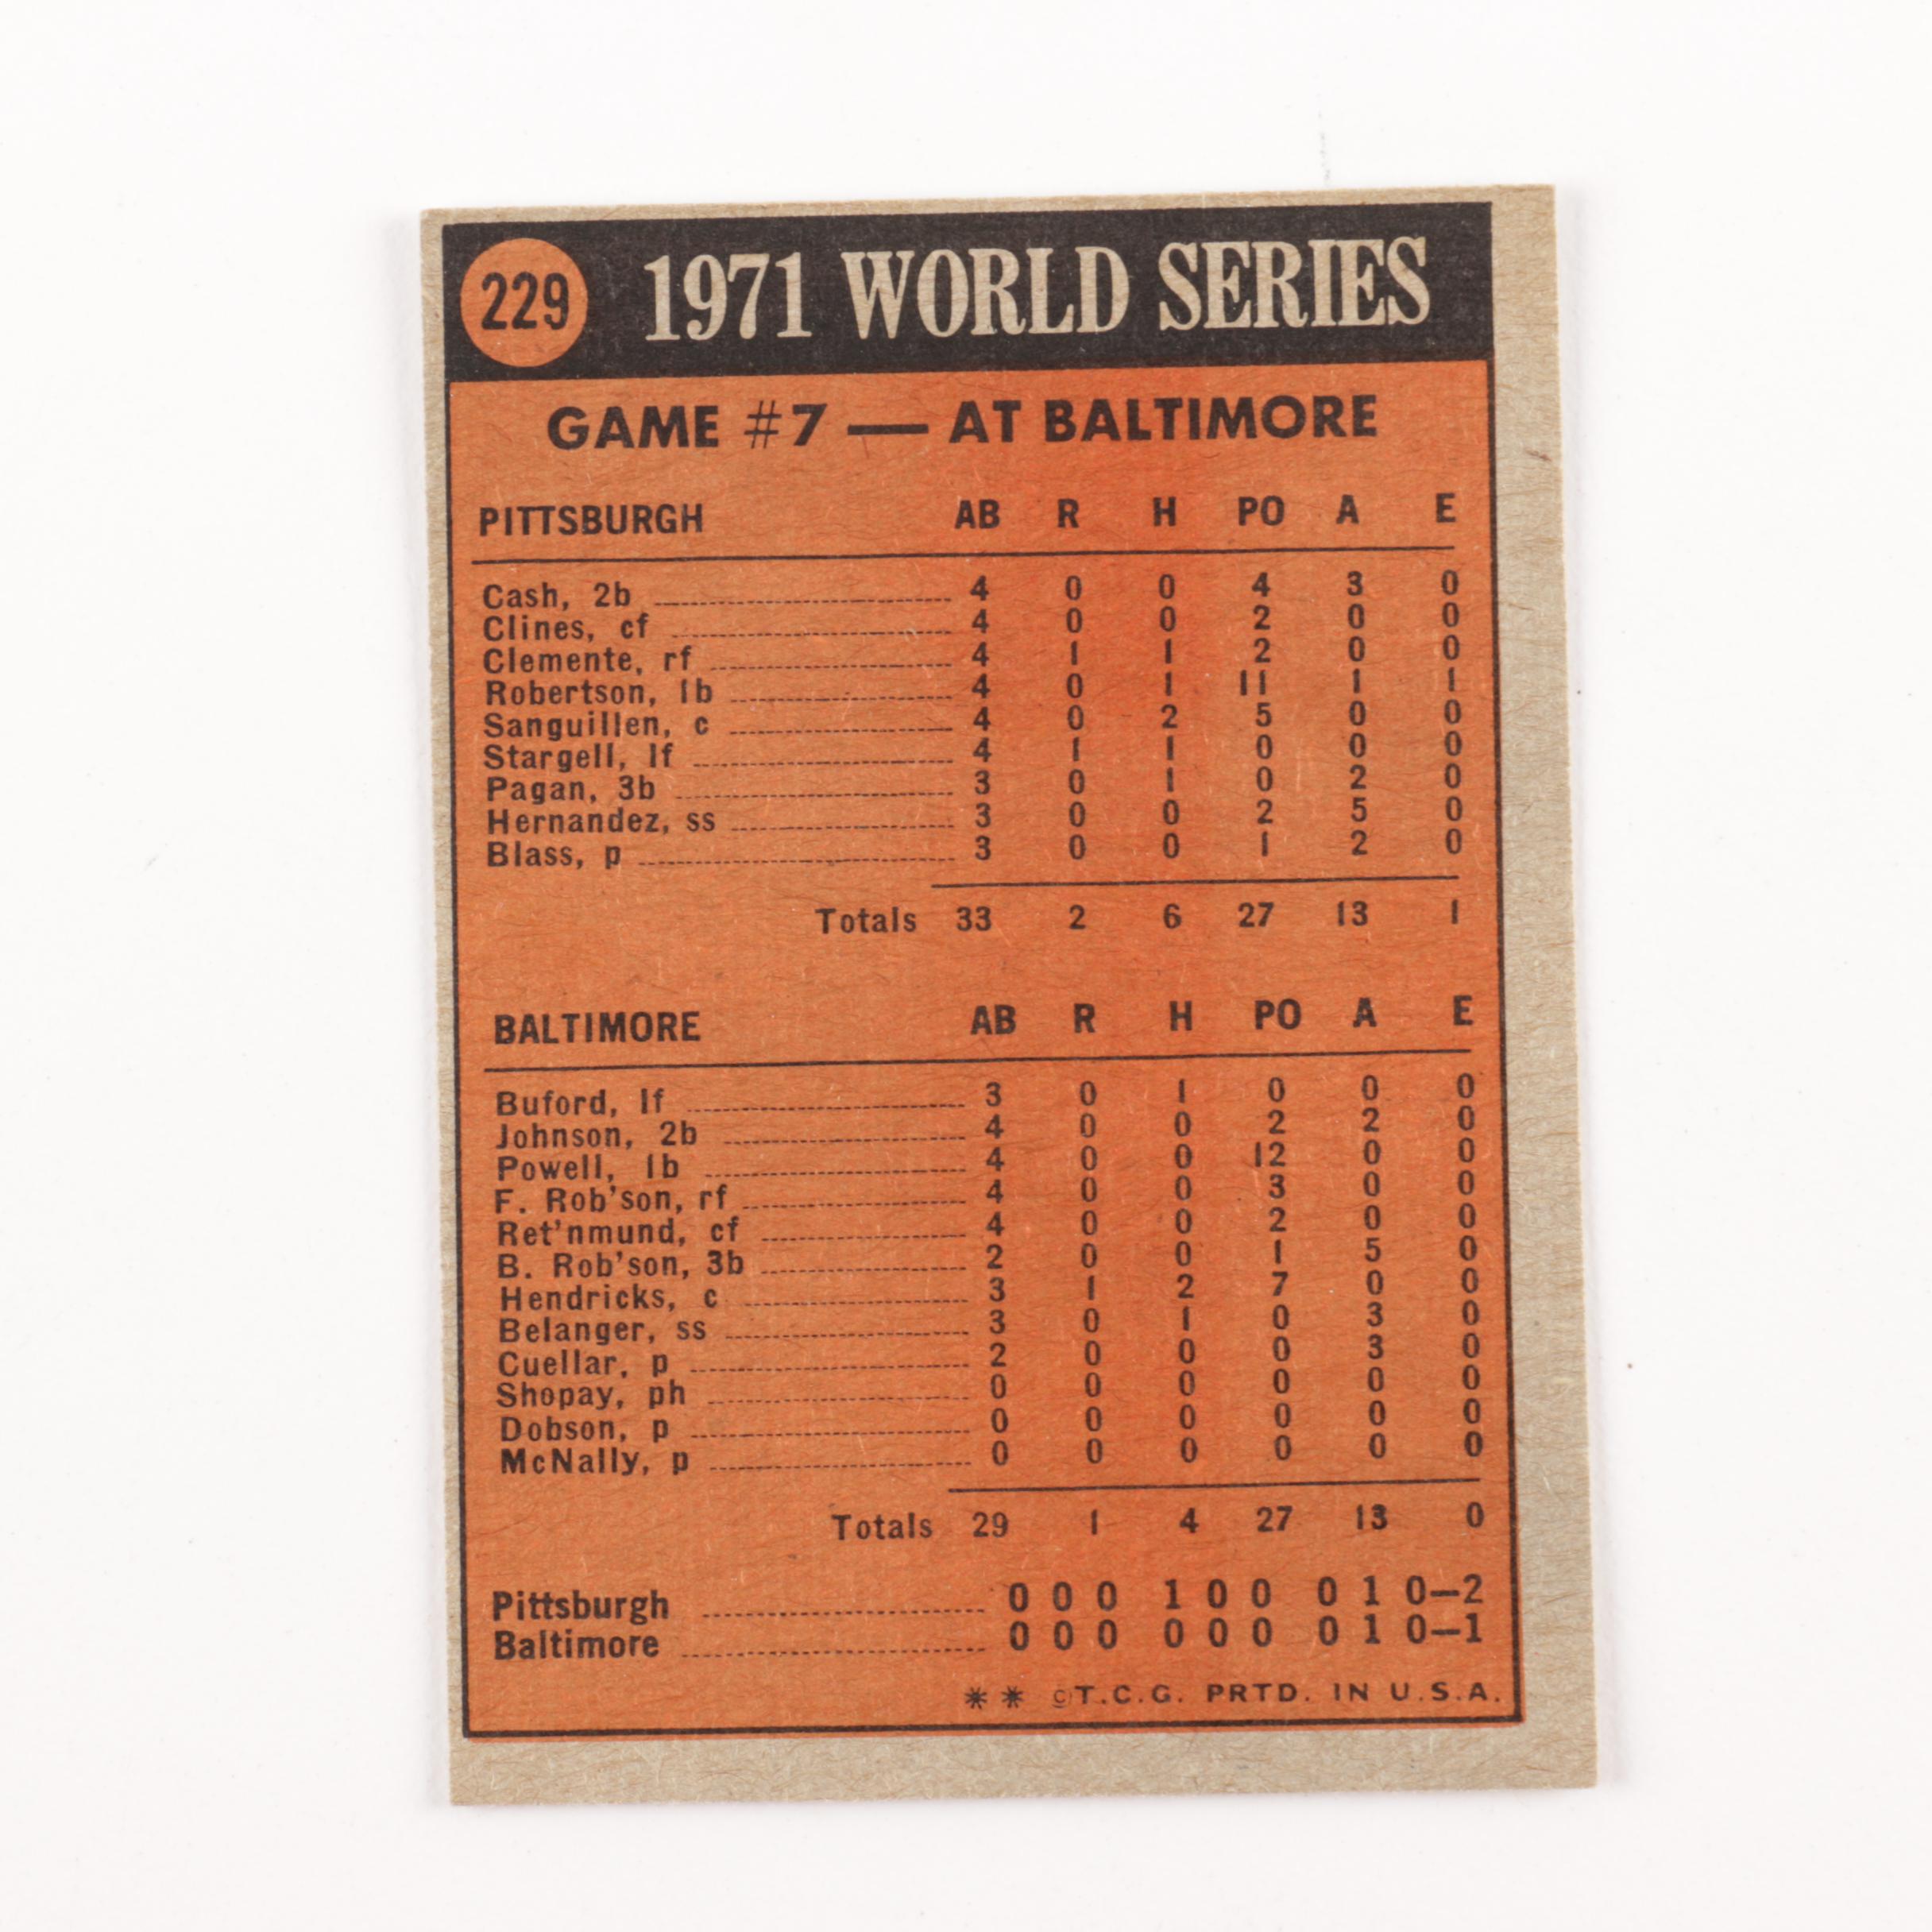 229 1971 WORLD SERIES
GAME #7 — AT BALTIMORE
PITTSBURGH AB R H PO A E
Cash, 2b 4 0 0 4 3 0
Clines, cf 4 0 0 2 0 0
Clemente, rf 4 1 1 2 0 0
Robertson, 1b 4 0 1 11 1 1
Sanguillen, c 4 0 2 5 0 0
Stargell, lf 4 1 1 0 0 0
Pagan, 3b 3 0 1 0 2 0
Hernandez, ss 3 0 0 2 5 0
Blass, p 3 0 0 1 2 0
Totals 33 2 6 27 13 1
BALTIMORE AB R H PO A E
Buford, lf 3 0 1 0 0 0
Johnson, 2b 4 0 0 2 2 0
Powell, 1b 4 0 0 12 0 0
F. Rob'son, rf 4 0 0 3 0 0
Ret'nmund, cf 4 0 0 2 0 0
B. Rob'son, 3b 2 0 0 1 5 0
Hendricks, c 3 1 2 7 0 0
Belanger, ss 3 0 1 0 3 0
Cuellar, p 2 0 0 0 3 0
Shopay, ph 0 0 0 0 0 0
Dobson, p 0 0 0 0 0 0
McNally, p 0 0 0 0 0 0
Totals 29 1 4 27 13 0
Pittsburgh 0 0 0 1 0 0 0 1 0—2
Baltimore 0 0 0 0 0 0 0 1 0—1
** ©T.C.G. PRTD. IN U.S.A.